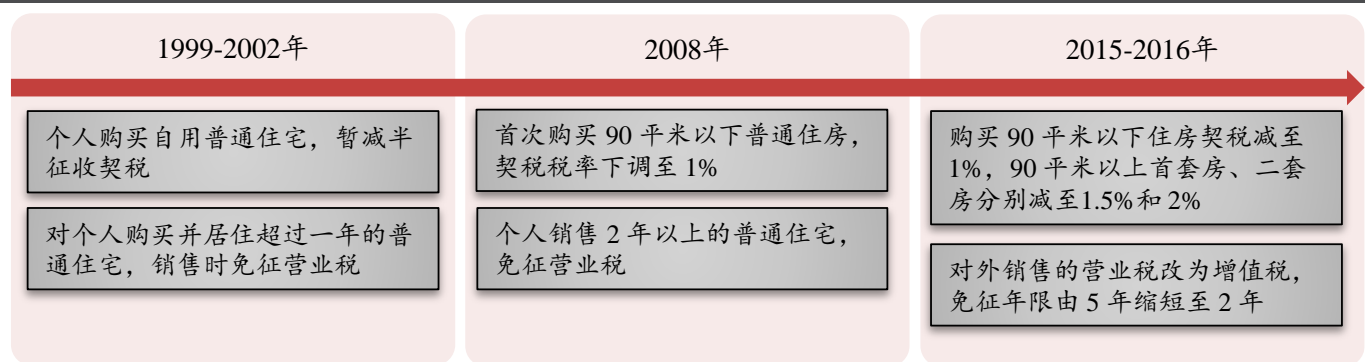 1999-2002年
个人购买自用普通住宅，暂减半
征收契税
对个人购买并居住超过一年的普
通住宅，销售时免征营业税
2008年
首次购买 90 平米以下普通住房，
契税税率下调至 1%
个人销售 2 年以上的普通住宅，
免征营业税
2015-2016年
购买 90 平米以下住房契税减至
1%，90 平米以上首套房、二套
房分别减至1.5%和 2%
对外销售的营业税改为增值税，
免征年限由 5 年缩短至 2 年